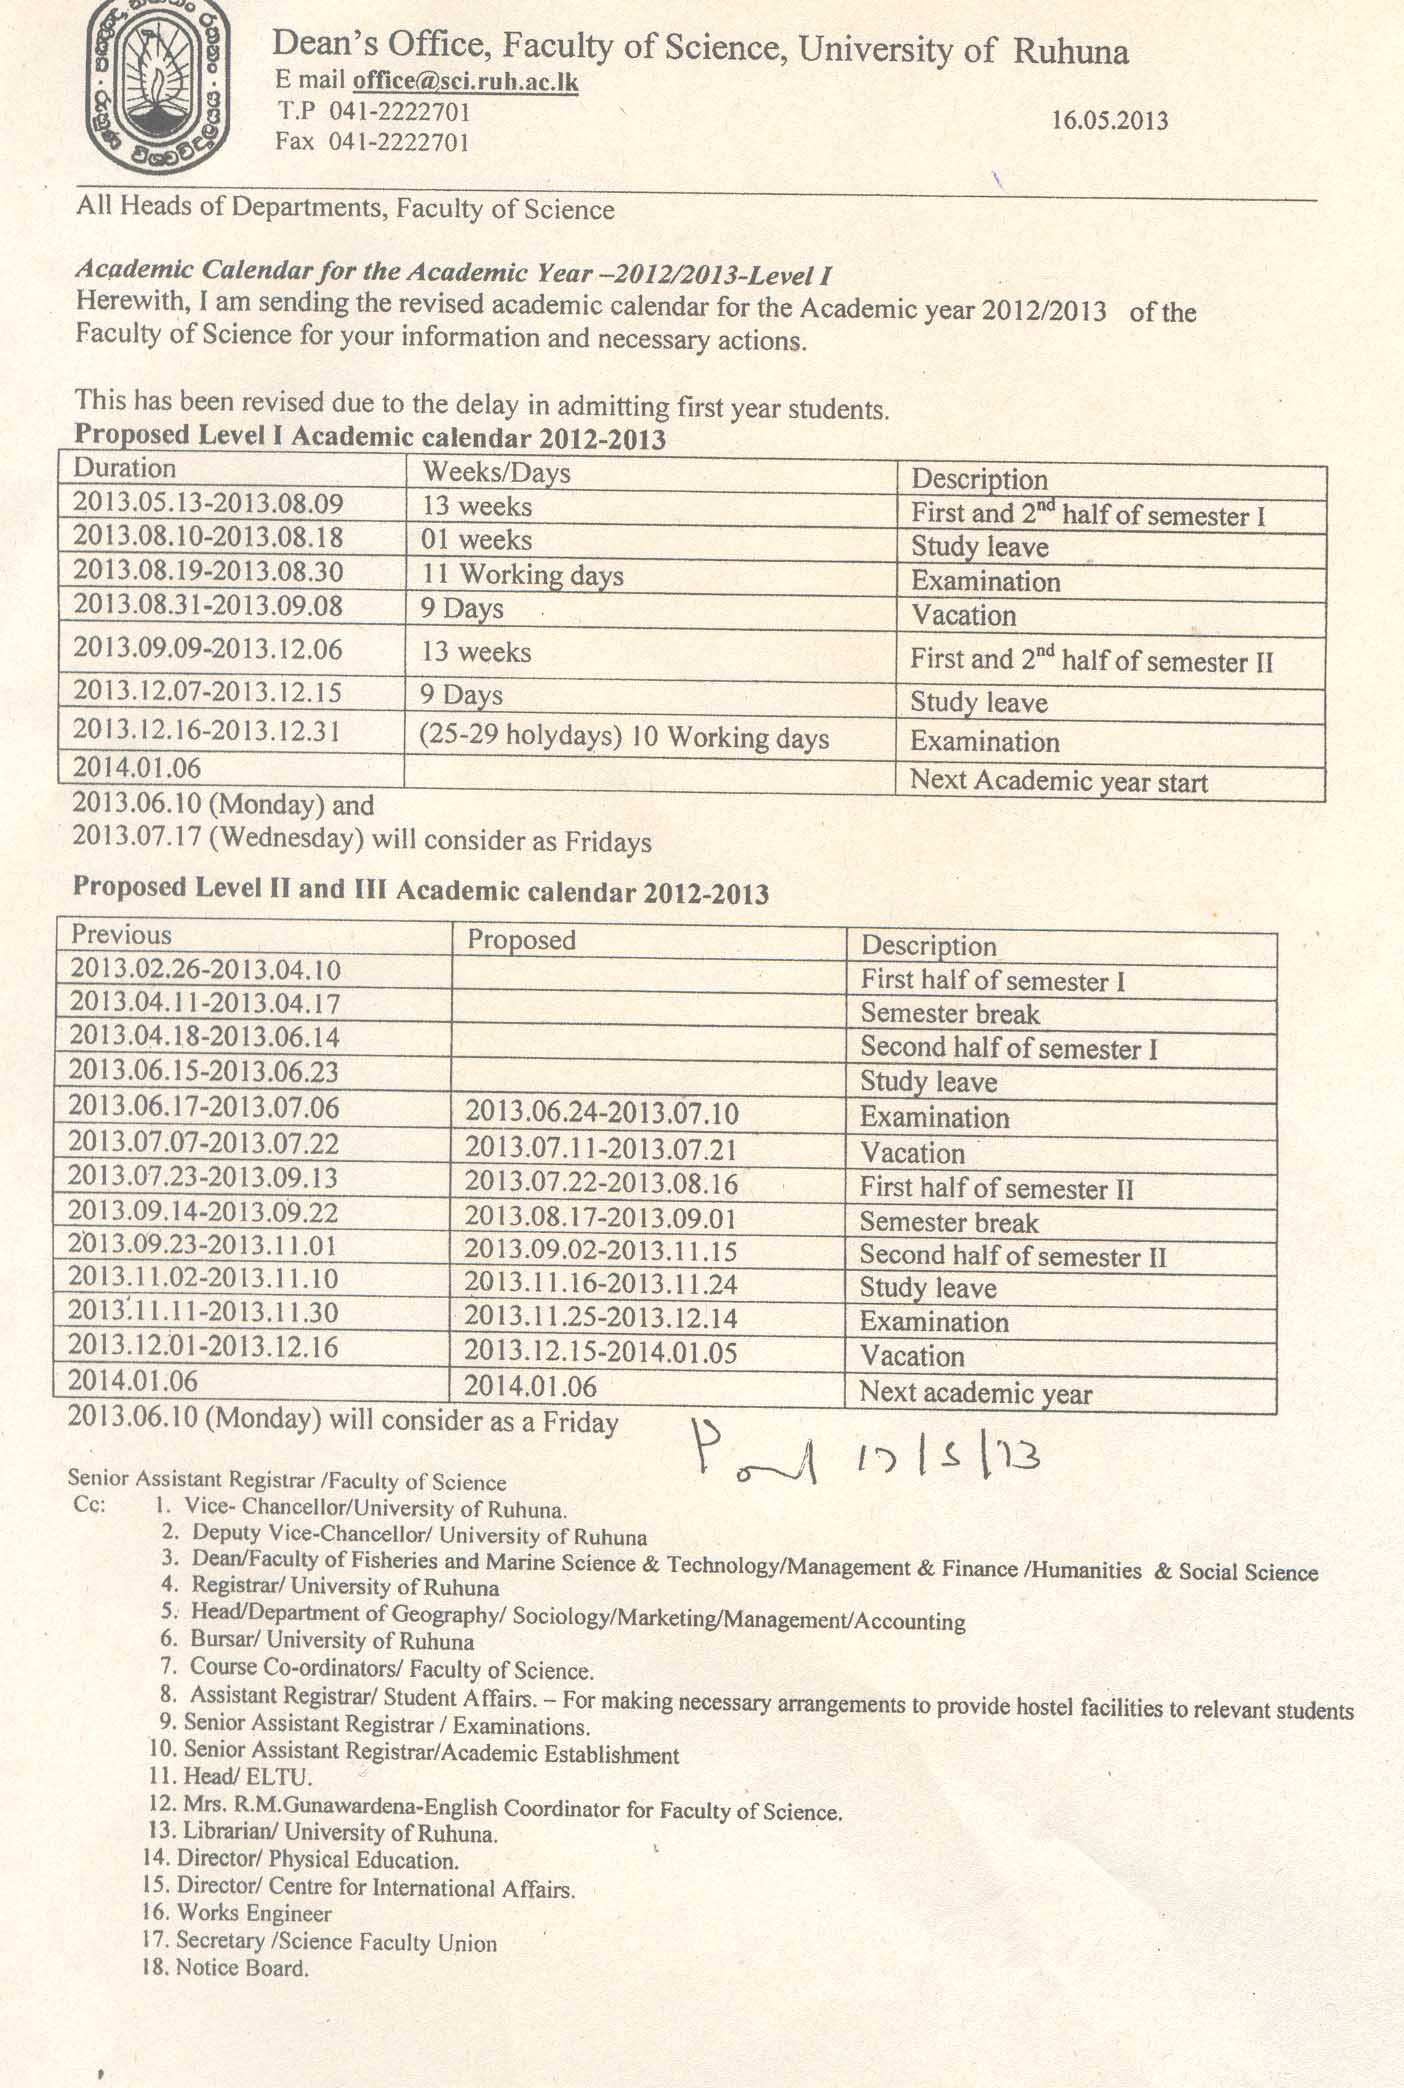 Dean's Office, Faculty of Science, University of Ruhuna
E mail office@sci.ruh.ac.lk
T.P 041-2222701
16.05.2013
Fax 041-2222701
රුහුණ විශ්වවිද්‍යාලය
All Heads of Departments, Faculty of Science
Academic Calendar for the Academic Year –2012/2013-Level I
Herewith, I am sending the revised academic calendar for the Academic year 2012/2013 of the
Faculty of Science for your information and necessary actions.
This has been revised due to the delay in admitting first year students.
Proposed Level I Academic calendar 2012-2013
Duration Weeks/Days Description
2013.05.13-2013.08.09 13 weeks First and 2nd half of semester I
2013.08.10-2013.08.18 01 weeks Study leave
2013.08.19-2013.08.30 11 Working days Examination
2013.08.31-2013.09.08 9 Days Vacation
2013.09.09-2013.12.06 13 weeks First and 2nd half of semester II
2013.12.07-2013.12.15 9 Days Study leave
2013.12.16-2013.12.31 (25-29 holydays) 10 Working days Examination
2014.01.06 Next Academic year start
2013.06.10 (Monday) and
2013.07.17 (Wednesday) will consider as Fridays
Proposed Level II and III Academic calendar 2012-2013
Previous Proposed Description
2013.02.26-2013.04.10 First half of semester I
2013.04.11-2013.04.17 Semester break
2013.04.18-2013.06.14 Second half of semester I
2013.06.15-2013.06.23 Study leave
2013.06.17-2013.07.06 2013.06.24-2013.07.10 Examination
2013.07.07-2013.07.22 2013.07.11-2013.07.21 Vacation
2013.07.23-2013.09.13 2013.07.22-2013.08.16 First half of semester II
2013.09.14-2013.09.22 2013.08.17-2013.09.01 Semester break
2013.09.23-2013.11.01 2013.09.02-2013.11.15 Second half of semester II
2013.11.02-2013.11.10 2013.11.16-2013.11.24 Study leave
2013.11.11-2013.11.30 2013.11.25-2013.12.14 Examination
2013.12.01-2013.12.16 2013.12.15-2014.01.05 Vacation
2014.01.06 2014.01.06 Next academic year
2013.06.10 (Monday) will consider as a Friday
17/5/13
Senior Assistant Registrar /Faculty of Science
Cc: 1. Vice- Chancellor/University of Ruhuna.
2. Deputy Vice-Chancellor/ University of Ruhuna
3. Dean/Faculty of Fisheries and Marine Science & Technology/Management & Finance /Humanities & Social Science
4. Registrar/ University of Ruhuna
5. Head/Department of Geography/ Sociology/Marketing/Management/Accounting
6. Bursar/ University of Ruhuna
7. Course Co-ordinators/ Faculty of Science.
8. Assistant Registrar/ Student Affairs. – For making necessary arrangements to provide hostel facilities to relevant students
9. Senior Assistant Registrar / Examinations.
10. Senior Assistant Registrar/Academic Establishment
11. Head/ ELTU.
12. Mrs. R.M.Gunawardena-English Coordinator for Faculty of Science.
13. Librarian/ University of Ruhuna.
14. Director/ Physical Education.
15. Director/ Centre for International Affairs.
16. Works Engineer
17. Secretary /Science Faculty Union
18. Notice Board.